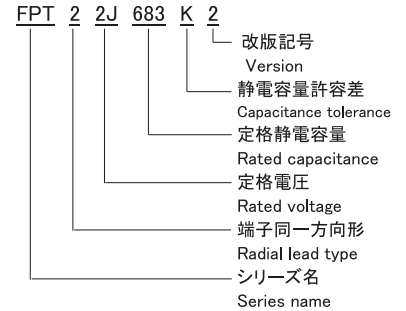 FPT 2 2J 683 K 2
改版記号
Version
静電容量許容差
Capacitance tolerance
定格静電容量
Rated capacitance
定格電圧
Rated voltage
端子同一方向形
Radial lead type
シリーズ名
Series name